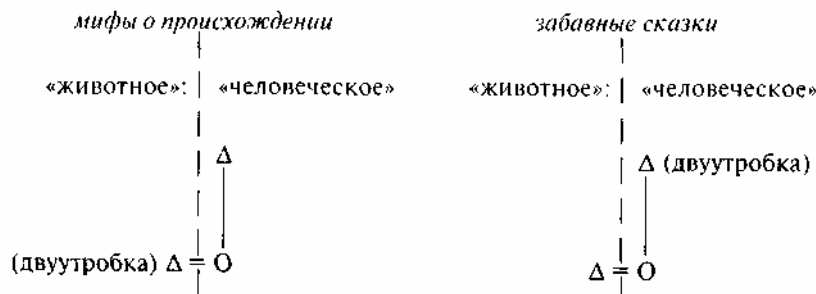 мифы о происхождении
«животное»: «человеческое»
Δ
(двуутробка) Δ = O
забавные сказки
«животное»: «человеческое»
Δ (двуутробка)
Δ = O